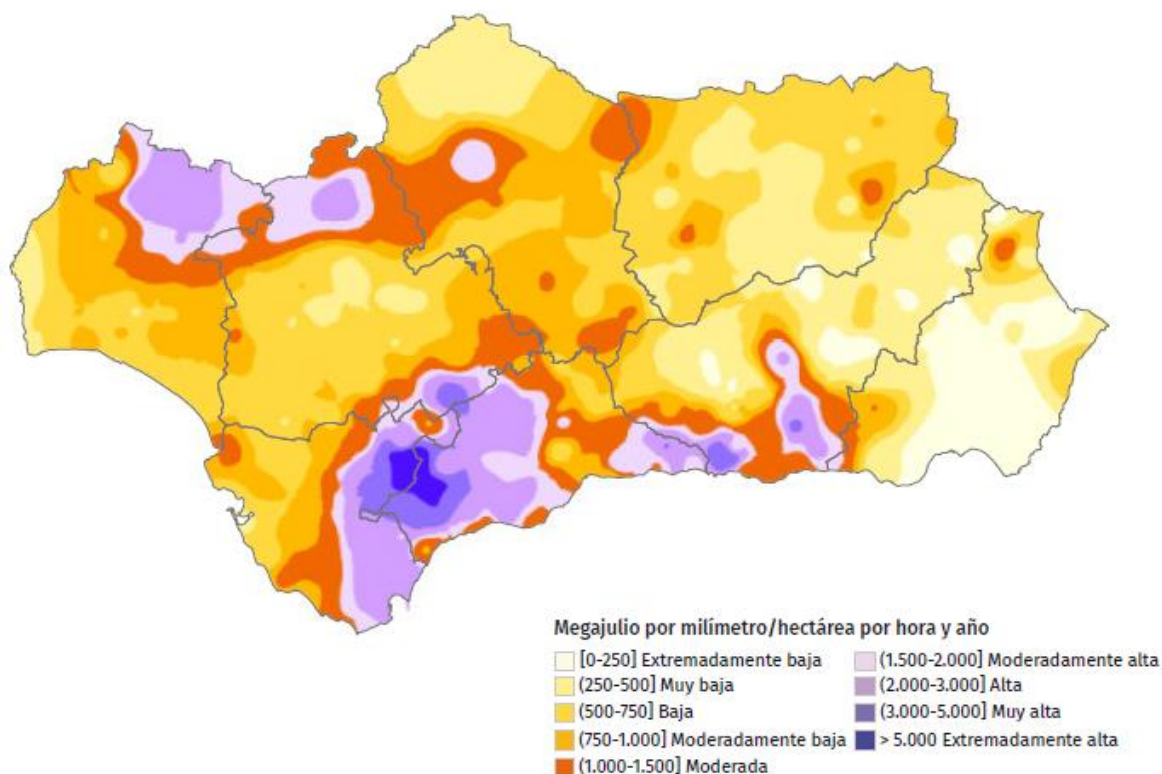 Megajulio por milímetro/hectárea por hora y año
[0-250] Extremadamente baja
(250-500] Muy baja
(500-750] Baja
(750-1.000] Moderadamente baja
(1.000-1.500] Moderada
(1.500-2.000] Moderadamente alta
(2.000-3.000] Alta
(3.000-5.000] Muy alta
> 5.000 Extremadamente alta